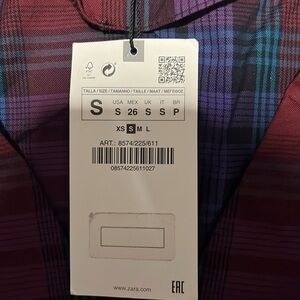 TALLA / SIZE / TAMANHO / TAILLE / MAAT / ΜΕΓΕΘΟΣ
S
USA MEX UK IT BR
S 26 S S P
XS S M L
ART.: 8574/225/611
08574225611027
www.zara.com
EAC